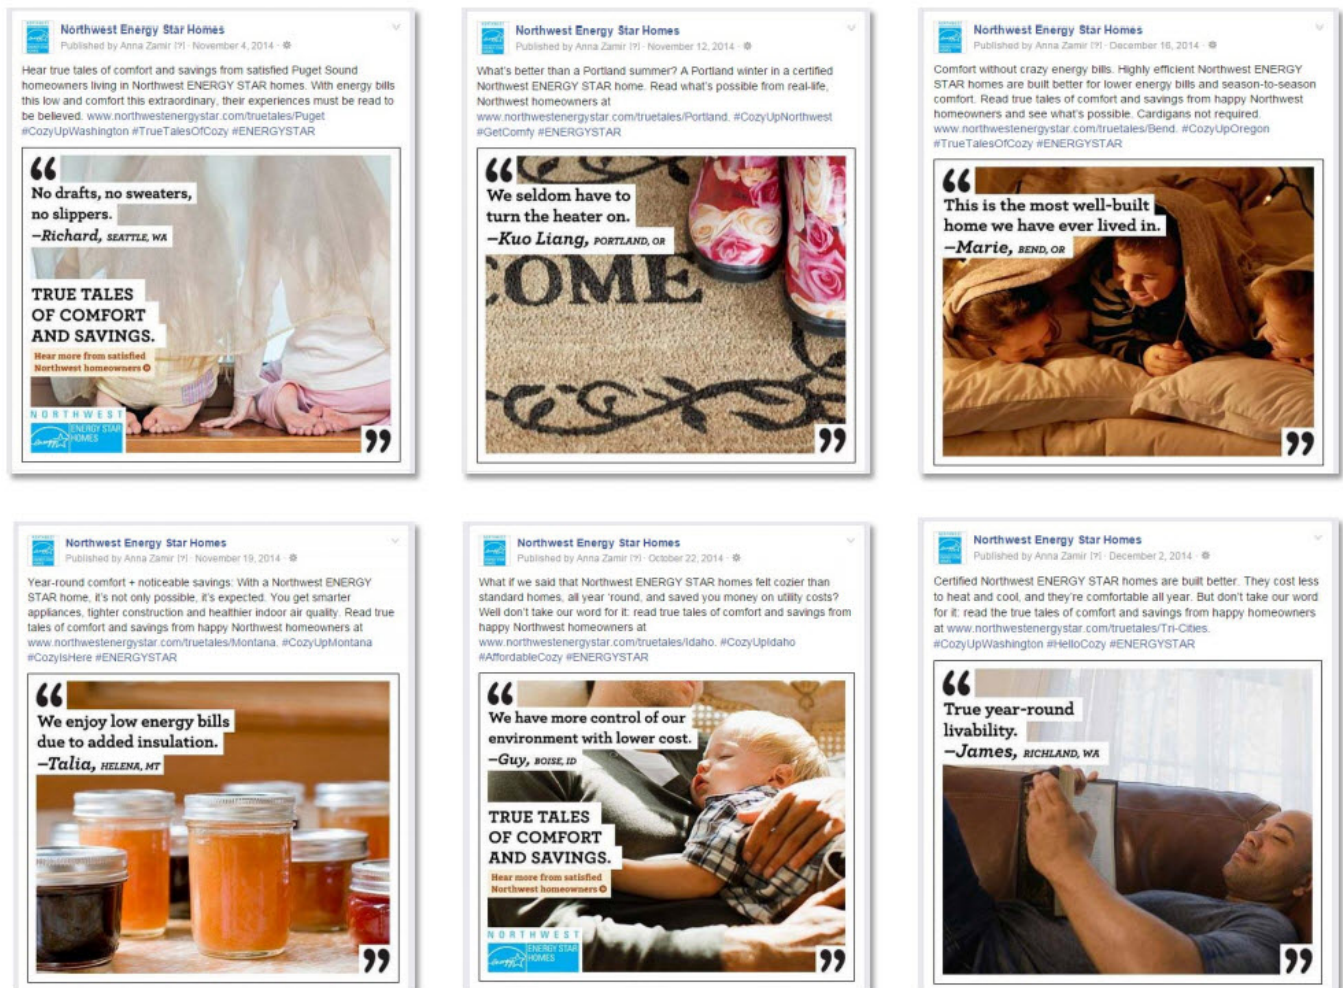 Northwest Energy Star Homes
Published by Anna Zamir [?] · November 4, 2014 ·
Hear true tales of comfort and savings from satisfied Puget Sound
homeowners living in Northwest ENERGY STAR homes. With energy bills
this low and comfort this extraordinary, their experiences must be read to
be believed. www.northwestenergystar.com/truetales/Puget
#CozyUpWashington #TrueTalesOfCozy #ENERGYSTAR
“
No drafts, no sweaters,
no slippers.
–Richard, SEATTLE, WA
TRUE TALES
OF COMFORT
AND SAVINGS.
Hear more from satisfied
Northwest homeowners
NORTHWEST
ENERGY STAR
HOMES
”
Northwest Energy Star Homes
Published by Anna Zamir [?] · November 12, 2014 ·
What's better than a Portland summer? A Portland winter in a certified
Northwest ENERGY STAR home. Read what's possible from real-life,
Northwest homeowners at
www.northwestenergystar.com/truetales/Portland. #CozyUpNorthwest
#GetComfy #ENERGYSTAR
“
We seldom have to
turn the heater on.
–Kuo Liang, PORTLAND, OR
COME
”
Northwest Energy Star Homes
Published by Anna Zamir [?] · December 16, 2014 ·
Comfort without crazy energy bills. Highly efficient Northwest ENERGY
STAR homes are built better for lower energy bills and season-to-season
comfort. Read true tales of comfort and savings from happy Northwest
homeowners and see what's possible. Cardigans not required.
www.northwestenergystar.com/truetales/Bend. #CozyUpOregon
#TrueTalesOfCozy #ENERGYSTAR
“
This is the most well-built
home we have ever lived in.
–Marie, BEND, OR
”
Northwest Energy Star Homes
Published by Anna Zamir [?] · November 19, 2014 ·
Year-round comfort + noticeable savings: With a Northwest ENERGY
STAR home, it's not only possible, it's expected. You get smarter
appliances, tighter construction and healthier indoor air quality. Read true
tales of comfort and savings from happy Northwest homeowners at
www.northwestenergystar.com/truetales/Montana. #CozyUpMontana
#CozyIsHere #ENERGYSTAR
“
We enjoy low energy bills
due to added insulation.
–Talia, HELENA, MT
”
Northwest Energy Star Homes
Published by Anna Zamir [?] · October 22, 2014 ·
What if we said that Northwest ENERGY STAR homes felt cozier than
standard homes, all year 'round, and saved you money on utility costs?
Well don't take our word for it: read true tales of comfort and savings from
happy Northwest homeowners at
www.northwestenergystar.com/truetales/Idaho. #CozyUpIdaho
#AffordableCozy #ENERGYSTAR
“
We have more control of our
environment with lower cost.
–Guy, BOISE, ID
TRUE TALES
OF COMFORT
AND SAVINGS.
Hear more from satisfied
Northwest homeowners
NORTHWEST
ENERGY STAR
HOMES
”
Northwest Energy Star Homes
Published by Anna Zamir [?] · December 2, 2014 ·
Certified Northwest ENERGY STAR homes are built better. They cost less
to heat and cool, and they're comfortable all year. But don't take our word
for it: read the true tales of comfort and savings from happy homeowners
at www.northwestenergystar.com/truetales/Tri-Cities.
#CozyUpWashington #HelloCozy #ENERGYSTAR
“
True year-round
livability.
–James, RICHLAND, WA
”